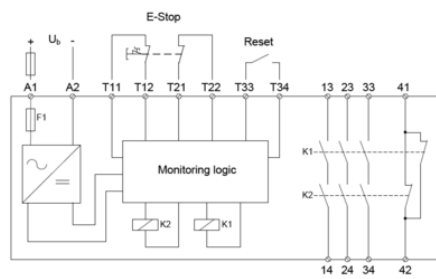 E-Stop
+ Ub -
Reset
A1 A2 T11 T12 T21 T22 T33 T34 13 23 33 41
F1
K1
Monitoring logic
K2
K2 K1
14 24 34 42